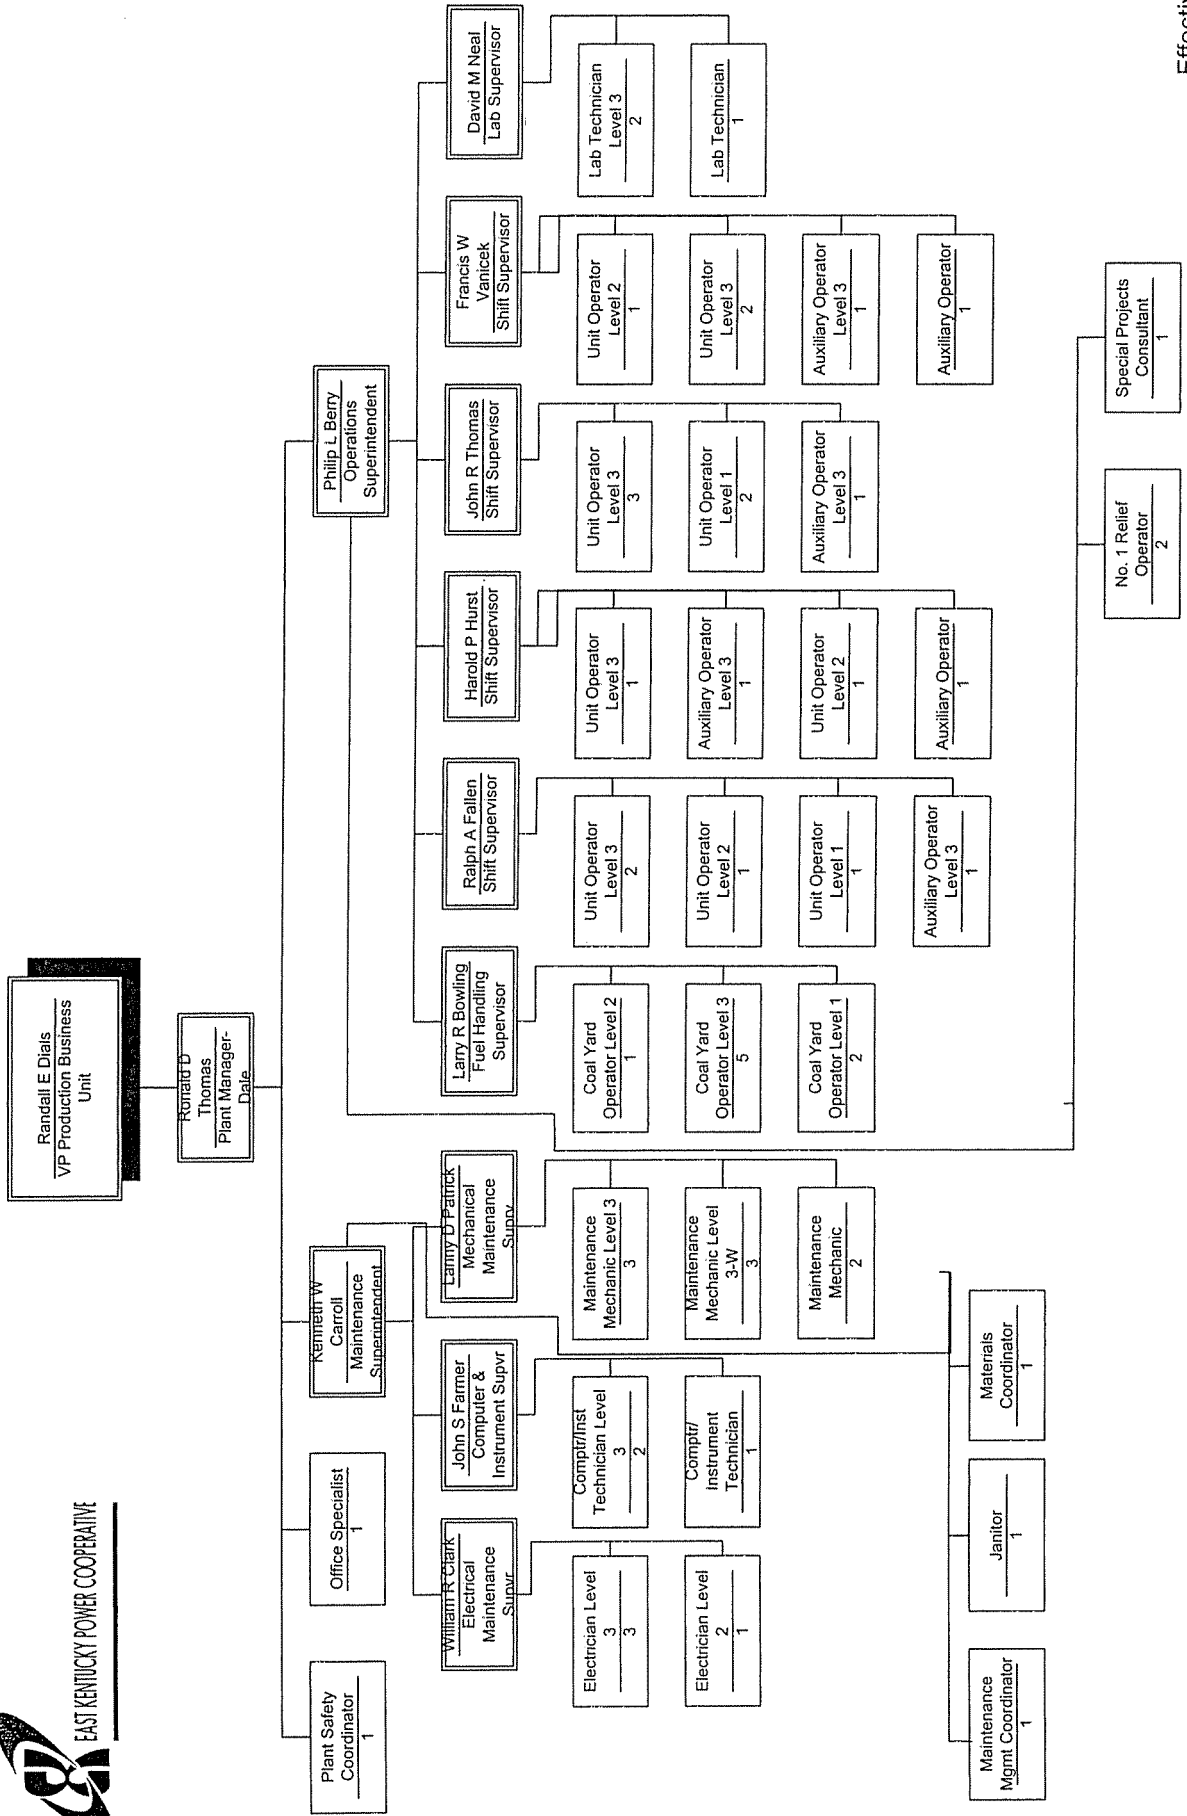 EAST KENTUCKY POWER COOPERATIVE
Randall E Dials
VP Production Business
Unit
Ronald D
Thomas
Plant Manager-
Dale
Plant Safety
Coordinator
1
Office Specialist
1
Kenneth W
Carroll
Maintenance
Superintendent
Philip L Berry
Operations
Superintendent
William R Clark
Electrical
Maintenance
Supvr
John S Farmer
Computer &
Instrument Supvr
Lanny D Patrick
Mechanical
Maintenance
Suprv
Larry R Bowling
Fuel Handling
Supervisor
Ralph A Fallen
Shift Supervisor
Harold P Hurst
Shift Supervisor
John R Thomas
Shift Supervisor
Francis W
Vanicek
Shift Supervisor
David M Neal
Lab Supervisor
Electrician Level
3
3
Electrician Level
2
1
Comptr/Inst
Technician Level
3
2
Comptr/
Instrument
Technician
1
Maintenance
Mechanic Level 3
3
Maintenance
Mechanic Level
3-W
3
Maintenance
Mechanic
2
Coal Yard
Operator Level 2
1
Coal Yard
Operator Level 3
5
Coal Yard
Operator Level 1
2
Unit Operator
Level 3
2
Unit Operator
Level 2
1
Unit Operator
Level 1
1
Auxiliary Operator
Level 3
1
Unit Operator
Level 3
1
Auxiliary Operator
Level 3
1
Unit Operator
Level 2
1
Auxiliary Operator
1
Unit Operator
Level 3
3
Unit Operator
Level 1
2
Auxiliary Operator
Level 3
1
Unit Operator
Level 2
1
Unit Operator
Level 3
2
Auxiliary Operator
Level 3
1
Auxiliary Operator
1
Lab Technician
Level 3
2
Lab Technician
1
Maintenance
Mgmt Coordinator
1
Janitor
1
Materials
Coordinator
1
No. 1 Relief
Operator
2
Special Projects
Consultant
1